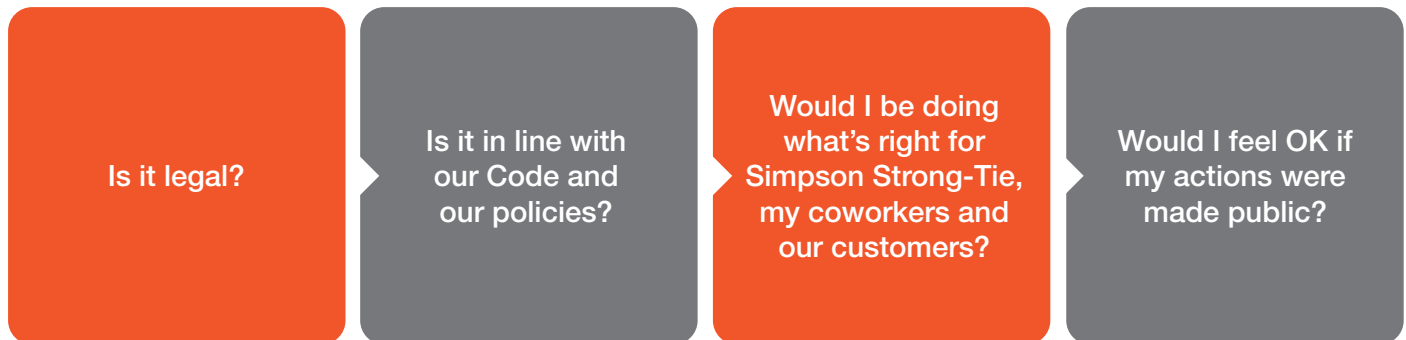 Is it legal?
Is it in line with
our Code and
our policies?
Would I be doing
what’s right for
Simpson Strong-Tie,
my coworkers and
our customers?
Would I feel OK if
my actions were
made public?